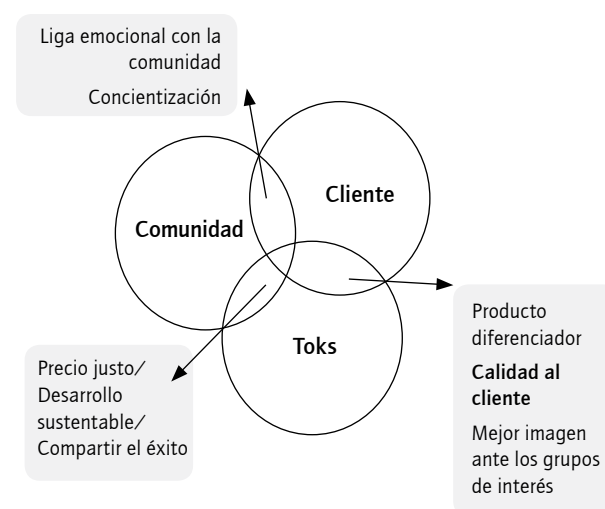 Liga emocional con la
comunidad
Concientización
Cliente
Comunidad
Toks
Producto
diferenciador
Calidad al
cliente
Mejor imagen
ante los grupos
de interés
Precio justo/
Desarrollo
sustentable/
Compartir el éxito